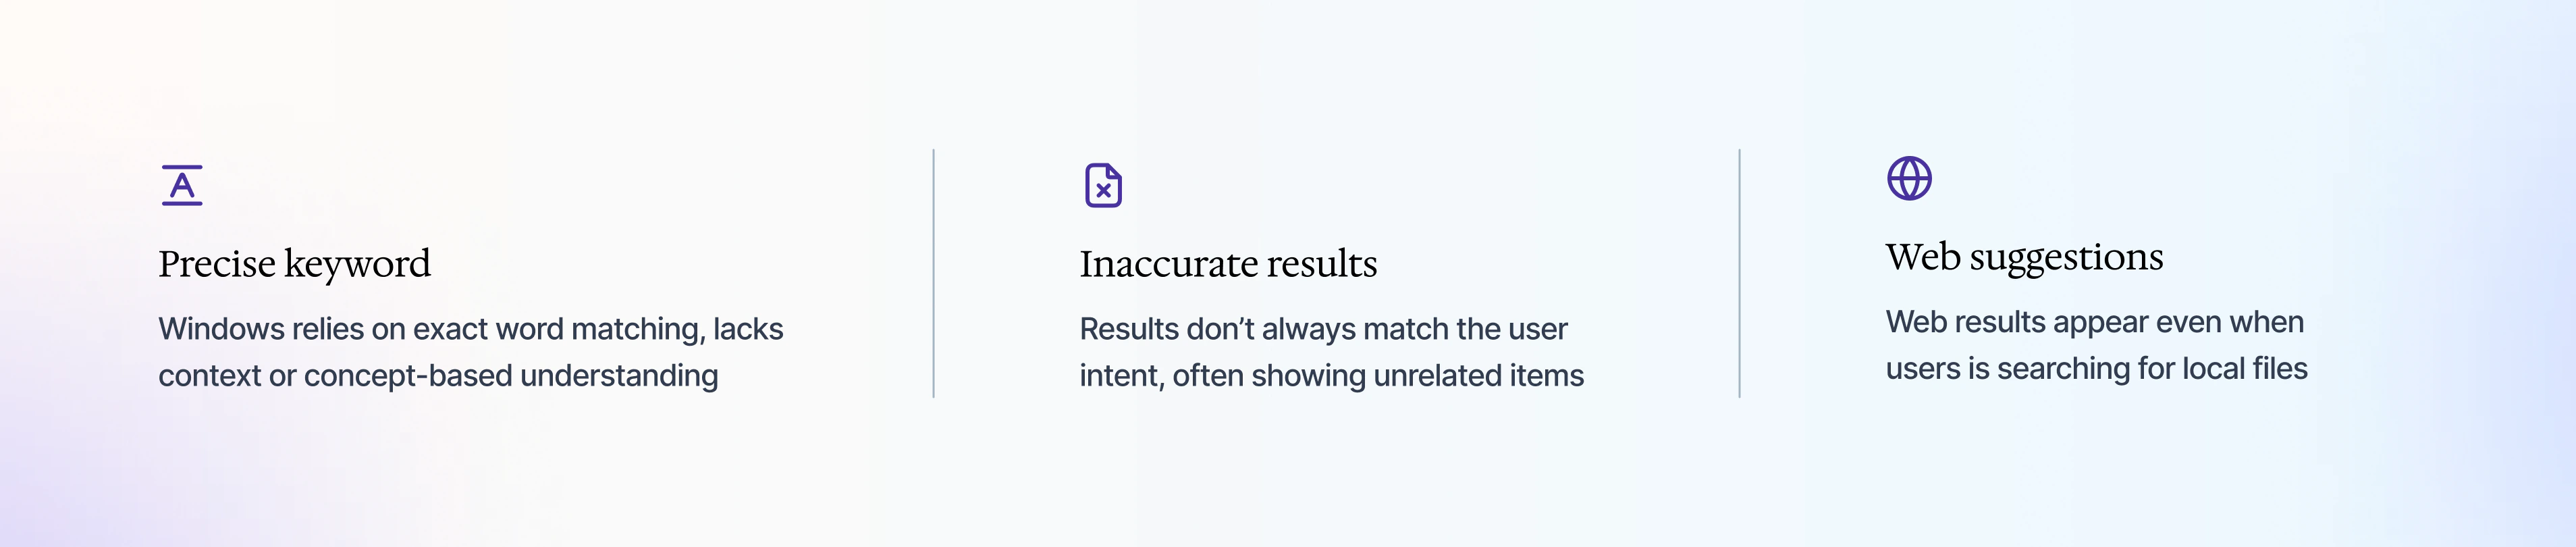 Precise keyword
Windows relies on exact word matching, lacks
context or concept-based understanding
Inaccurate results
Results don’t always match the user
intent, often showing unrelated items
Web suggestions
Web results appear even when
users is searching for local files